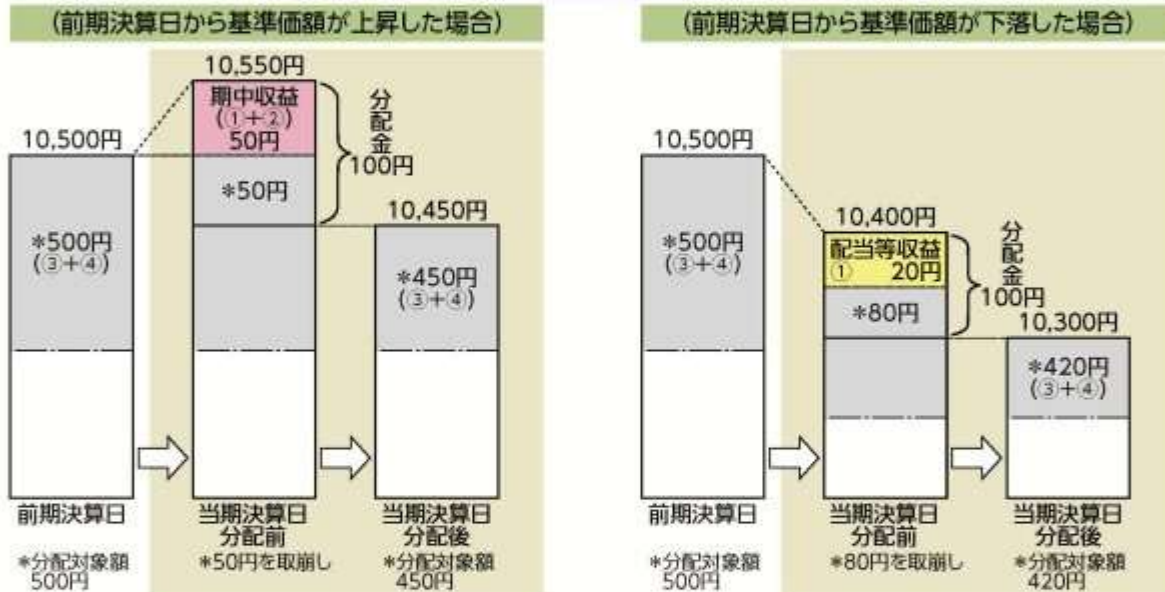 (前期決算日から基準価額が上昇した場合)
10,550円
期中収益
(①+②)
50円
分配金
100円
10,500円
*50円
10,450円
*500円
(③+④)
*450円
(③+④)
前期決算日
当期決算日
分配前
当期決算日
分配後
*分配対象額
500円
*50円を取崩し
*分配対象額
450円
(前期決算日から基準価額が下落した場合)
10,500円
10,400円
配当等収益
① 20円
分配金
100円
*500円
(③+④)
*80円
10,300円
*420円
(③+④)
前期決算日
当期決算日
分配前
当期決算日
分配後
*分配対象額
500円
*80円を取崩し
*分配対象額
420円